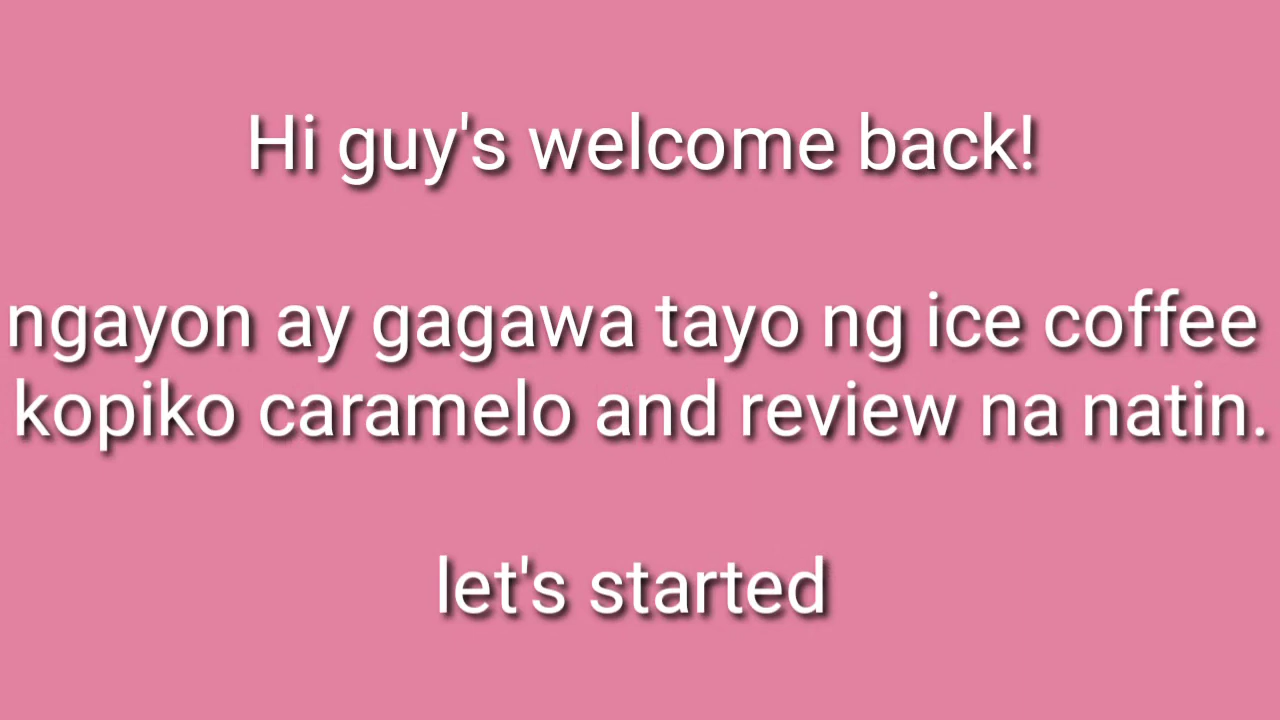 Hi guy's welcome back!
ngayon ay gagawa tayo ng ice coffee
kopiko caramelo and review na natin.
let's started